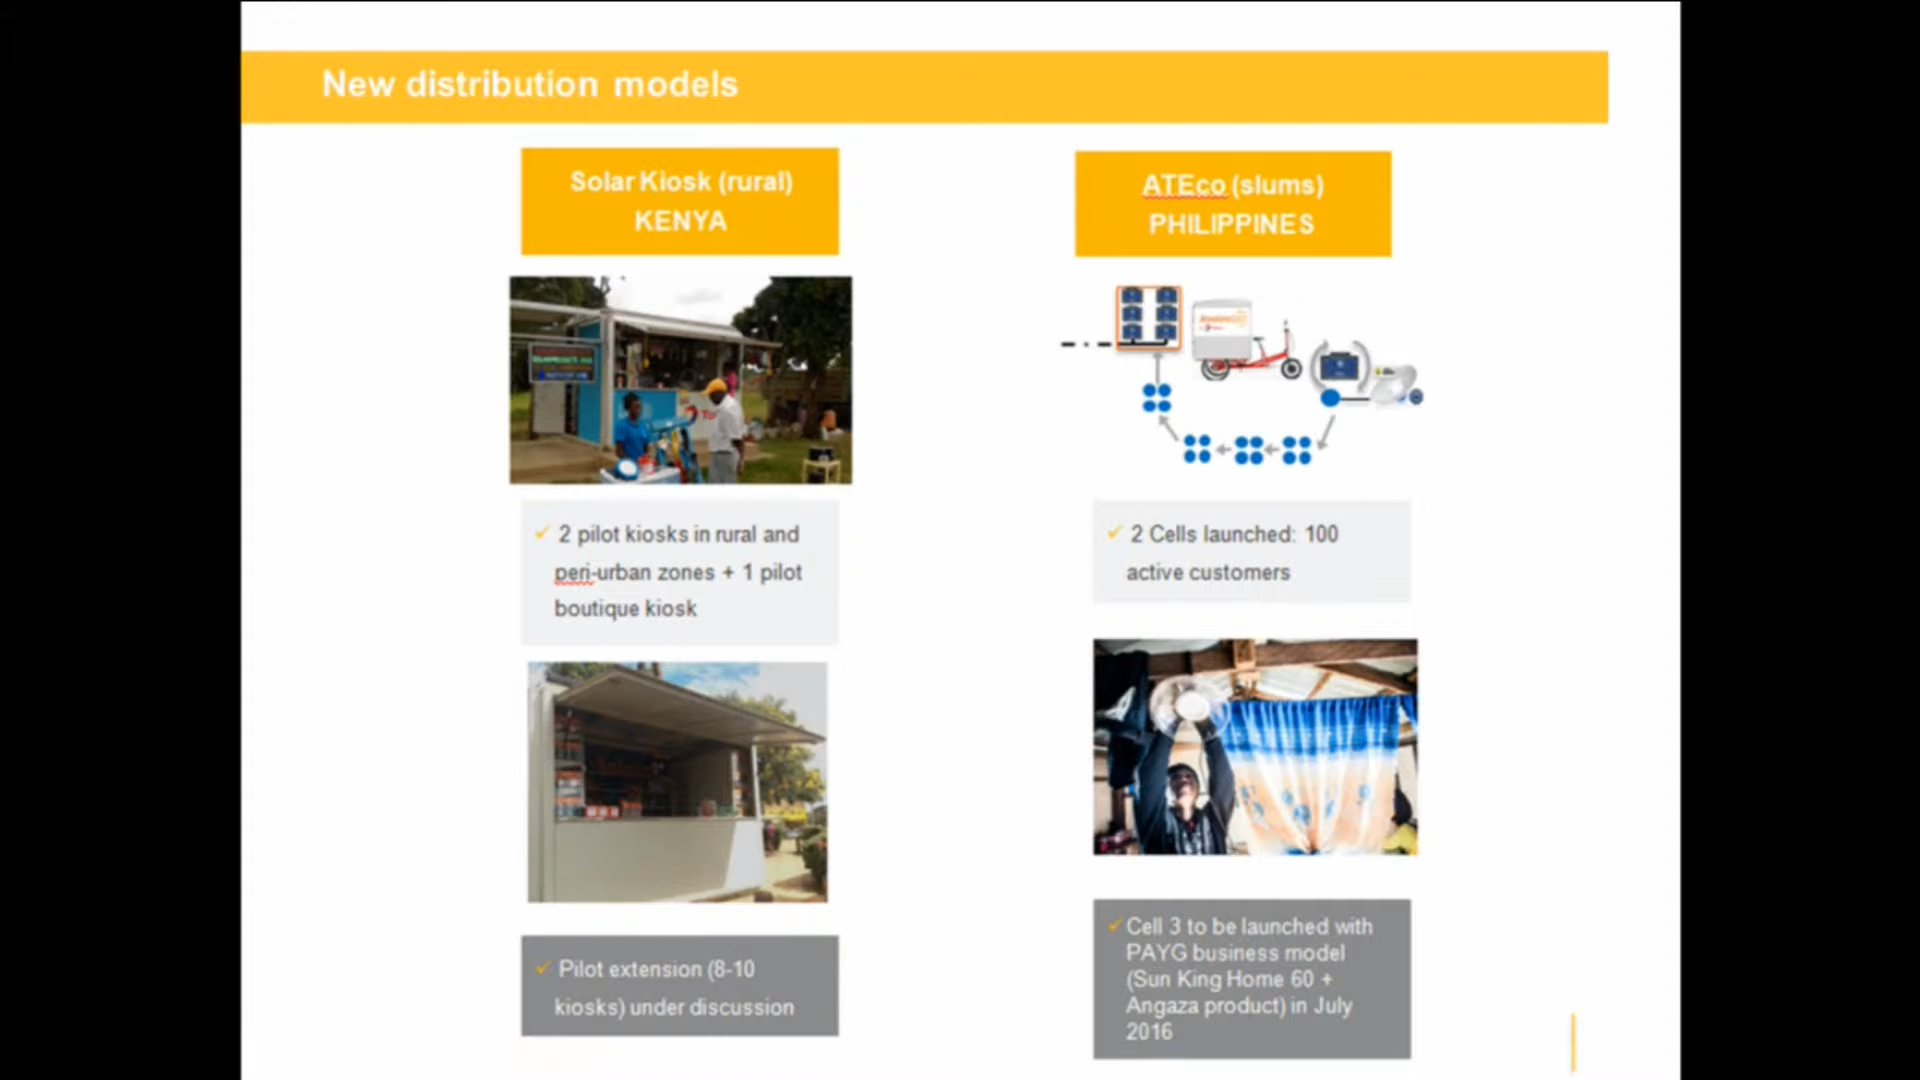 New distribution models
Solar Kiosk (rural)
KENYA
✓ 2 pilot kiosks in rural and
peri-urban zones + 1 pilot
boutique kiosk
✓ Pilot extension (8-10
kiosks) under discussion
ATEco (slums)
PHILIPPINES
✓ 2 Cells launched: 100
active customers
✓ Cell 3 to be launched with
PAYG business model
(Sun King Home 60 +
Angaza product) in July
2016